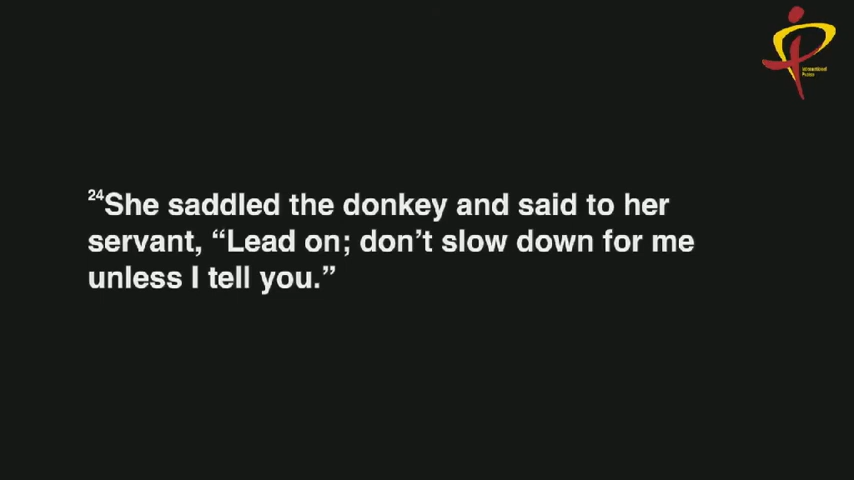 24She saddled the donkey and said to her
servant, “Lead on; don’t slow down for me
unless I tell you.”